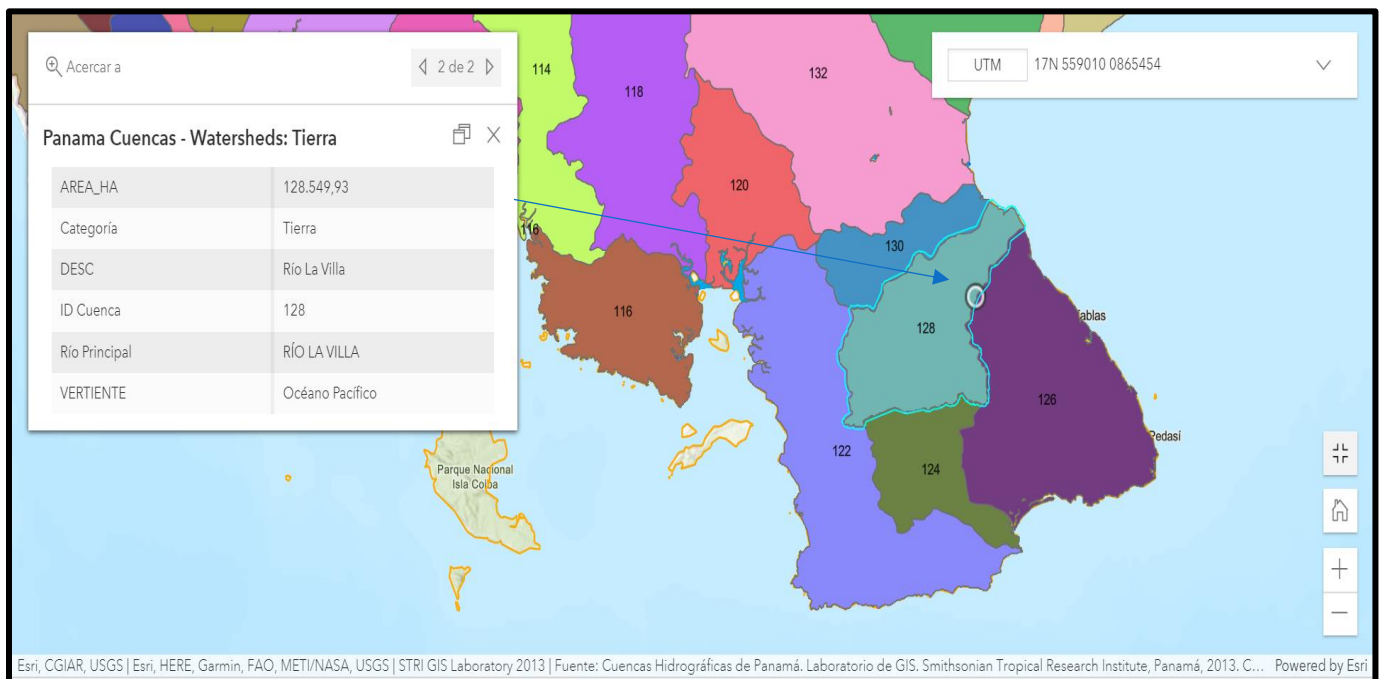 Acercar a
2 de 2
Panama Cuencas - Watersheds: Tierra
AREA_HA 128.549,93
Categoría Tierra
DESC Río La Villa
ID Cuenca 128
Río Principal RÍO LA VILLA
VERTIENTE Océano Pacífico
UTM 17N 559010 0865454
114
118
132
120
116
130
116
128
ablas
126
Pedasí
122
124
Parque Nacional
Isla Coiba
Esri, CGIAR, USGS | Esri, HERE, Garmin, FAO, METI/NASA, USGS | STRI GIS Laboratory 2013 | Fuente: Cuencas Hidrográficas de Panamá. Laboratorio de GIS. Smithsonian Tropical Research Institute, Panamá, 2013. C... Powered by Esri